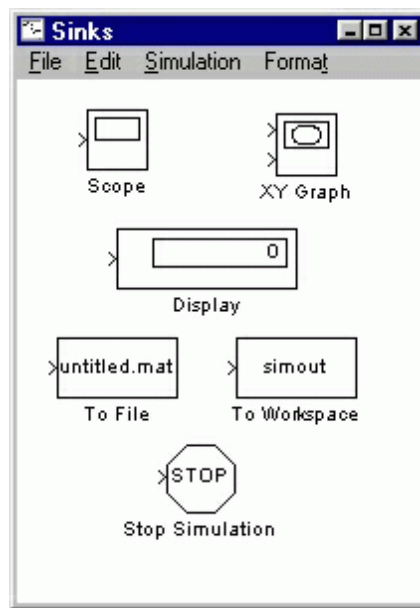 Sinks
File Edit Simulation Format
Scope
XY Graph
0
Display
untitled.mat
simout
To File
To Workspace
STOP
Stop Simulation